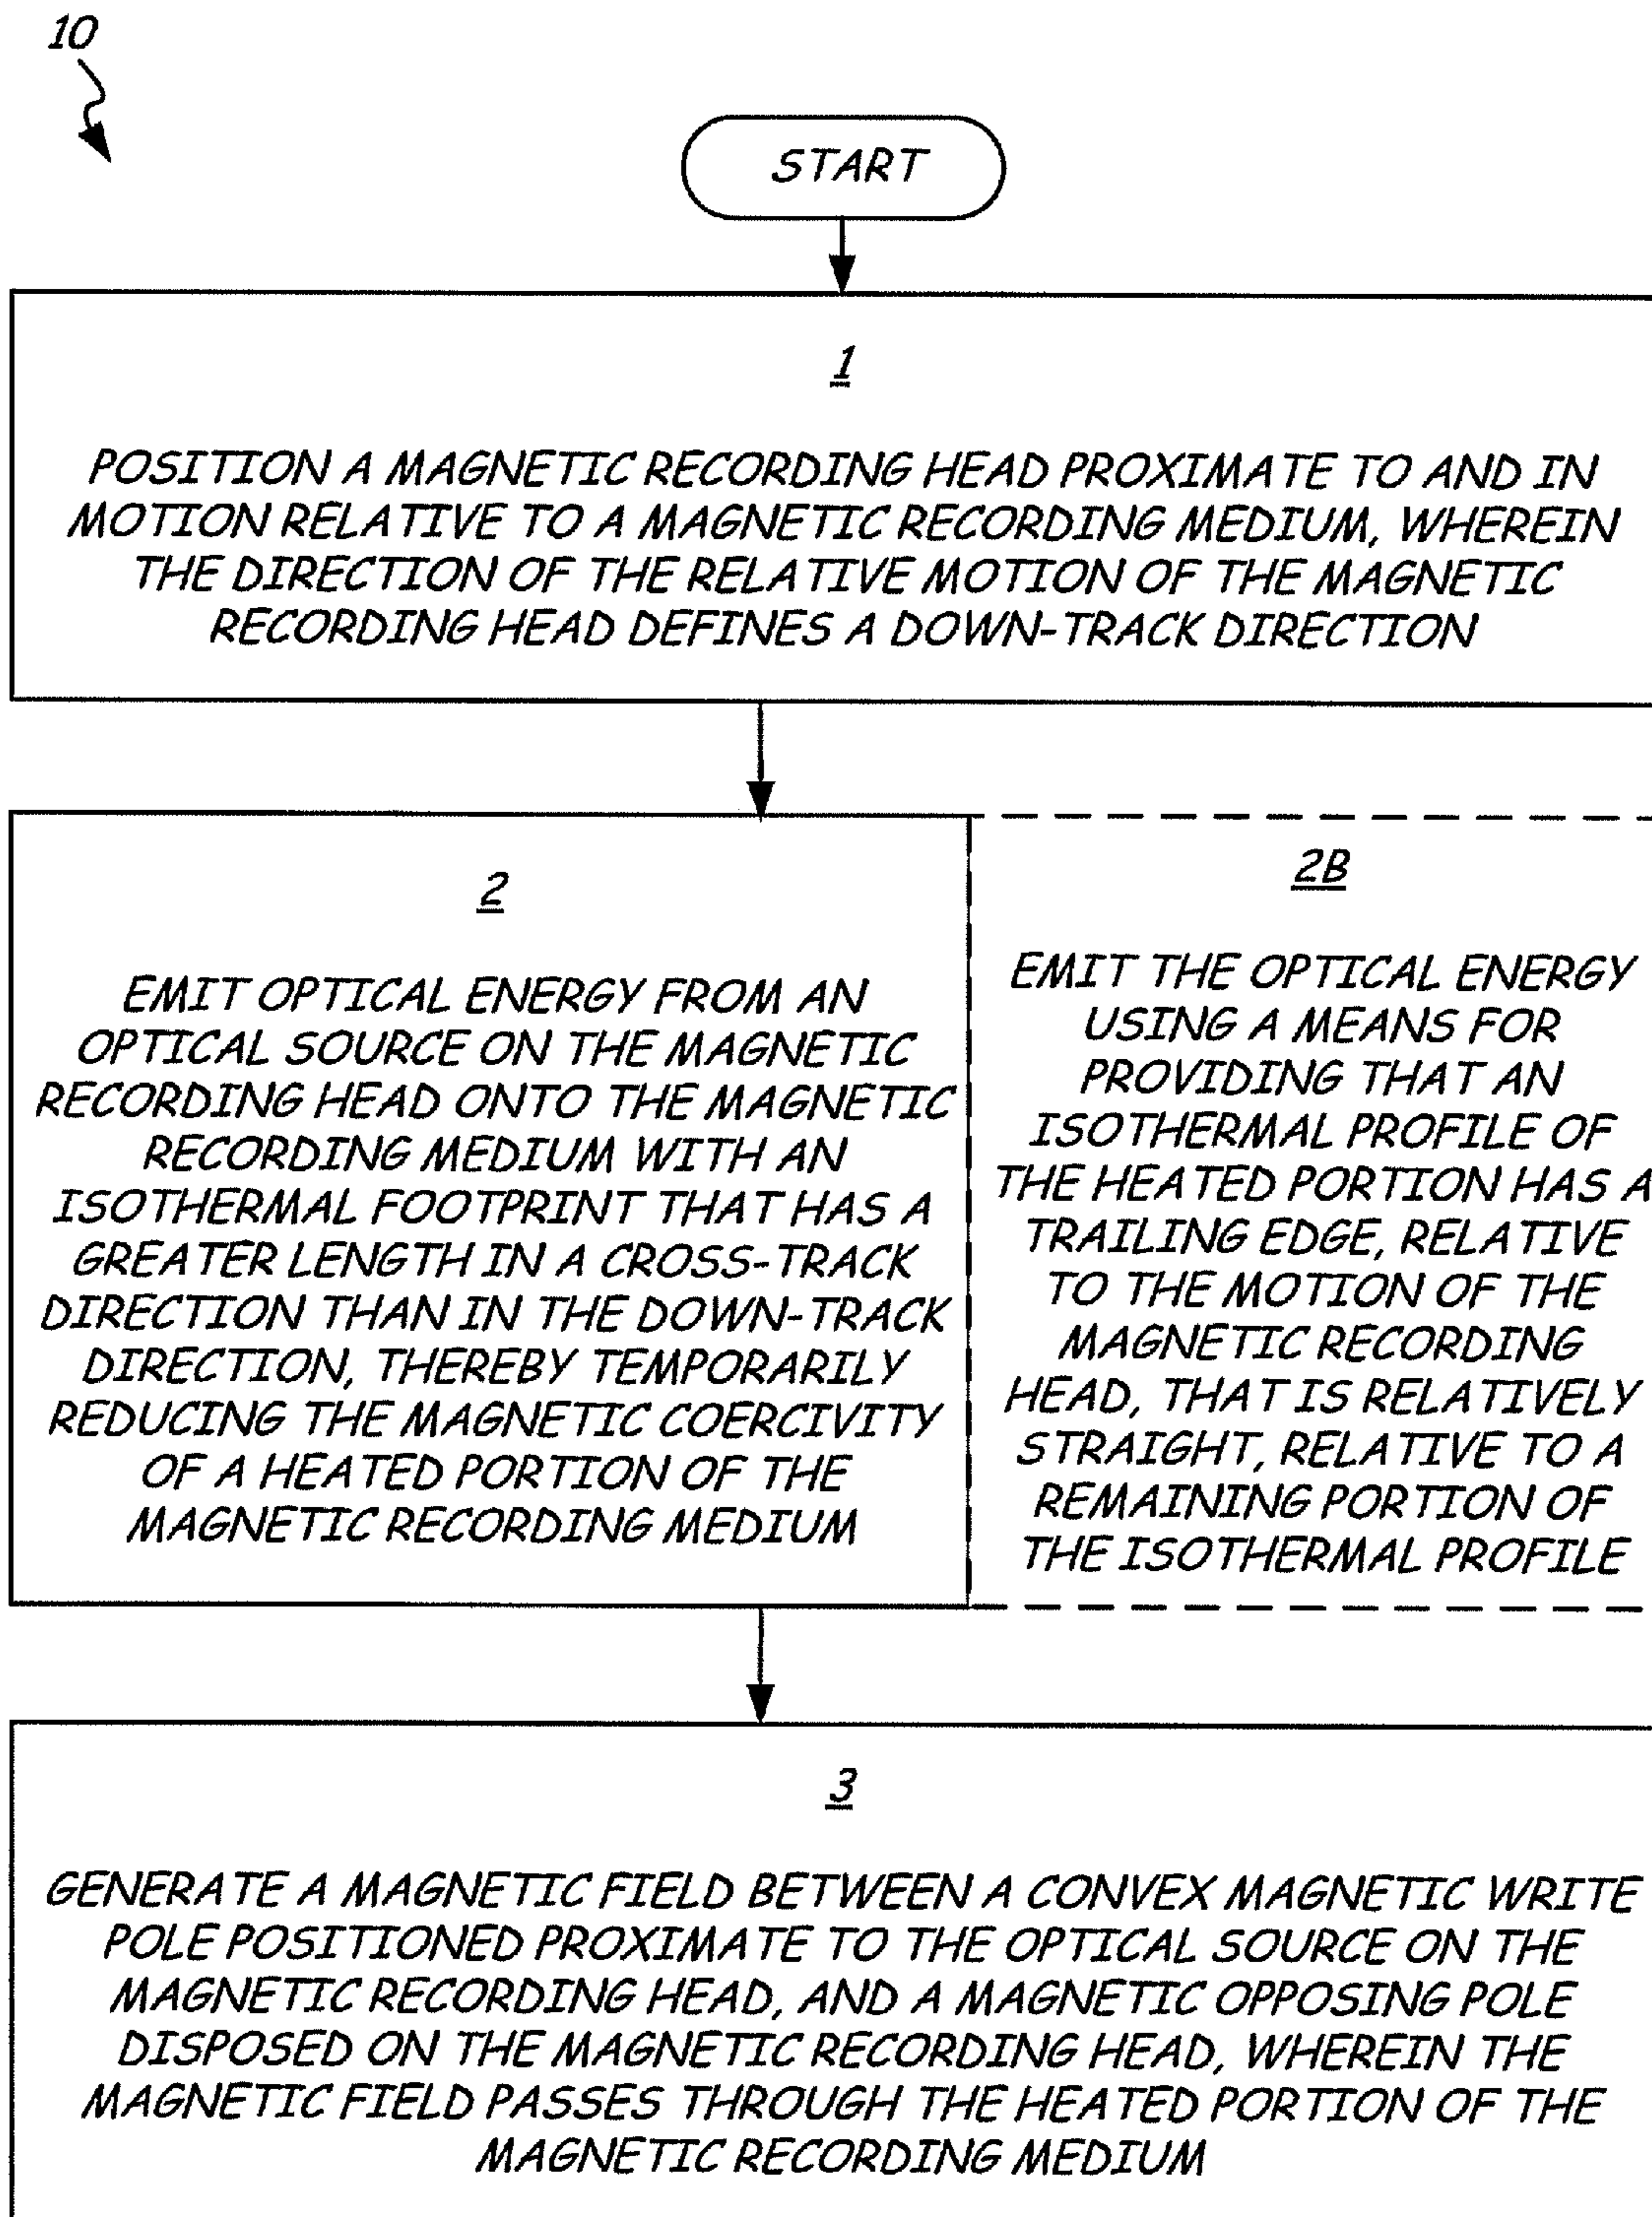 10
START
1
POSITION A MAGNETIC RECORDING HEAD PROXIMATE TO AND IN
MOTION RELATIVE TO A MAGNETIC RECORDING MEDIUM, WHEREIN
THE DIRECTION OF THE RELATIVE MOTION OF THE MAGNETIC
RECORDING HEAD DEFINES A DOWN-TRACK DIRECTION
2
EMIT OPTICAL ENERGY FROM AN
OPTICAL SOURCE ON THE MAGNETIC
RECORDING HEAD ONTO THE MAGNETIC
RECORDING MEDIUM WITH AN
ISOTHERMAL FOOTPRINT THAT HAS A
GREATER LENGTH IN A CROSS-TRACK
DIRECTION THAN IN THE DOWN-TRACK
DIRECTION, THEREBY TEMPORARILY
REDUCING THE MAGNETIC COERCIVITY
OF A HEATED PORTION OF THE
MAGNETIC RECORDING MEDIUM
2B
EMIT THE OPTICAL ENERGY
USING A MEANS FOR
PROVIDING THAT AN
ISOTHERMAL PROFILE OF
THE HEATED PORTION HAS A
TRAILING EDGE, RELATIVE
TO THE MOTION OF THE
MAGNETIC RECORDING
HEAD, THAT IS RELATIVELY
STRAIGHT, RELATIVE TO A
REMAINING PORTION OF
THE ISOTHERMAL PROFILE
3
GENERATE A MAGNETIC FIELD BETWEEN A CONVEX MAGNETIC WRITE
POLE POSITIONED PROXIMATE TO THE OPTICAL SOURCE ON THE
MAGNETIC RECORDING HEAD, AND A MAGNETIC OPPOSING POLE
DISPOSED ON THE MAGNETIC RECORDING HEAD, WHEREIN THE
MAGNETIC FIELD PASSES THROUGH THE HEATED PORTION OF THE
MAGNETIC RECORDING MEDIUM